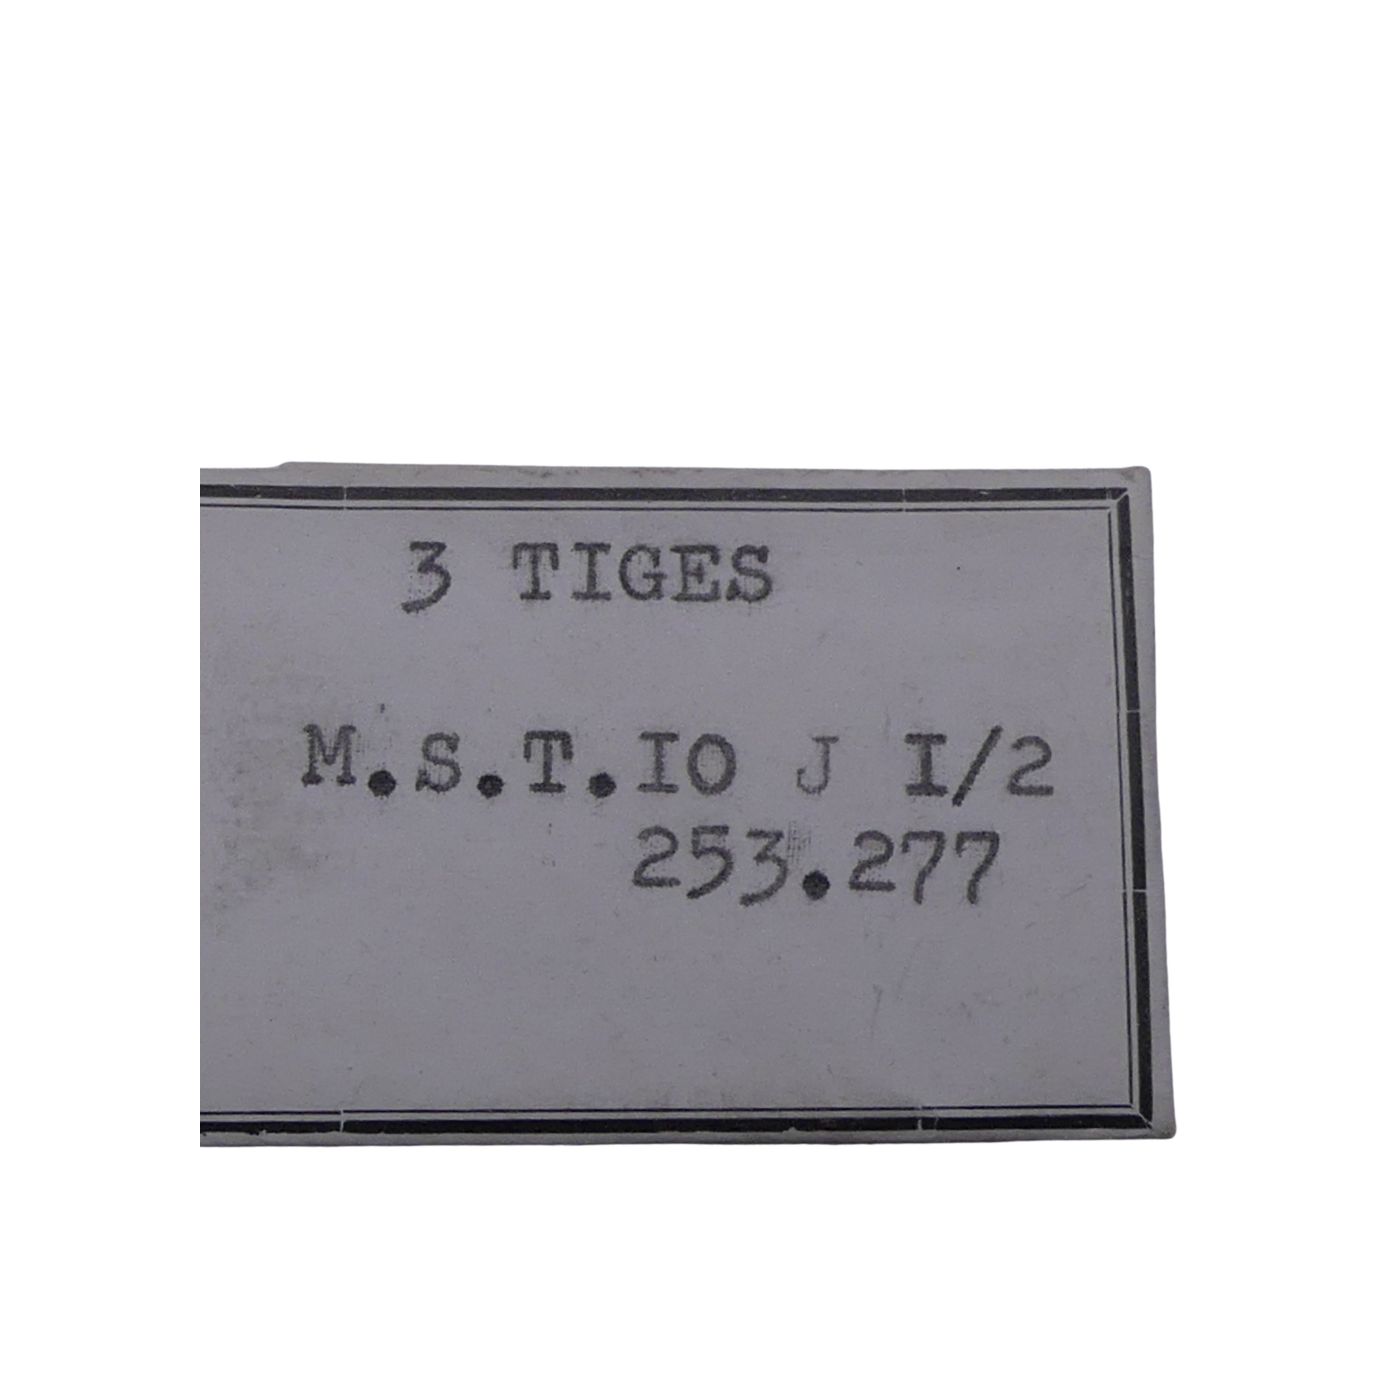 3 TIGES
M.S.T.IO J I/2
253.277